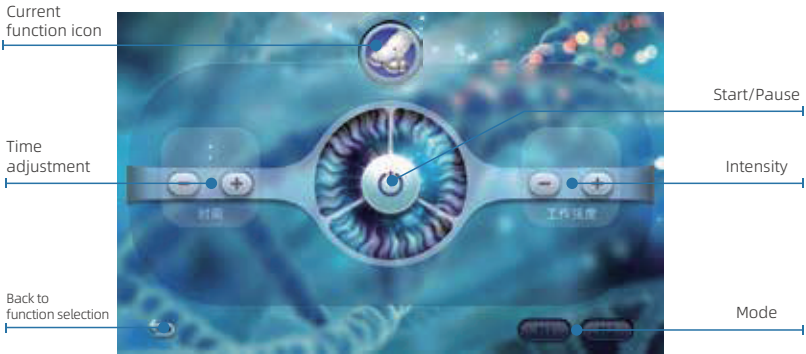 Current
function icon
Start/Pause
Time
adjustment
Intensity
时间
工作强度
Back to
function selection
Mode